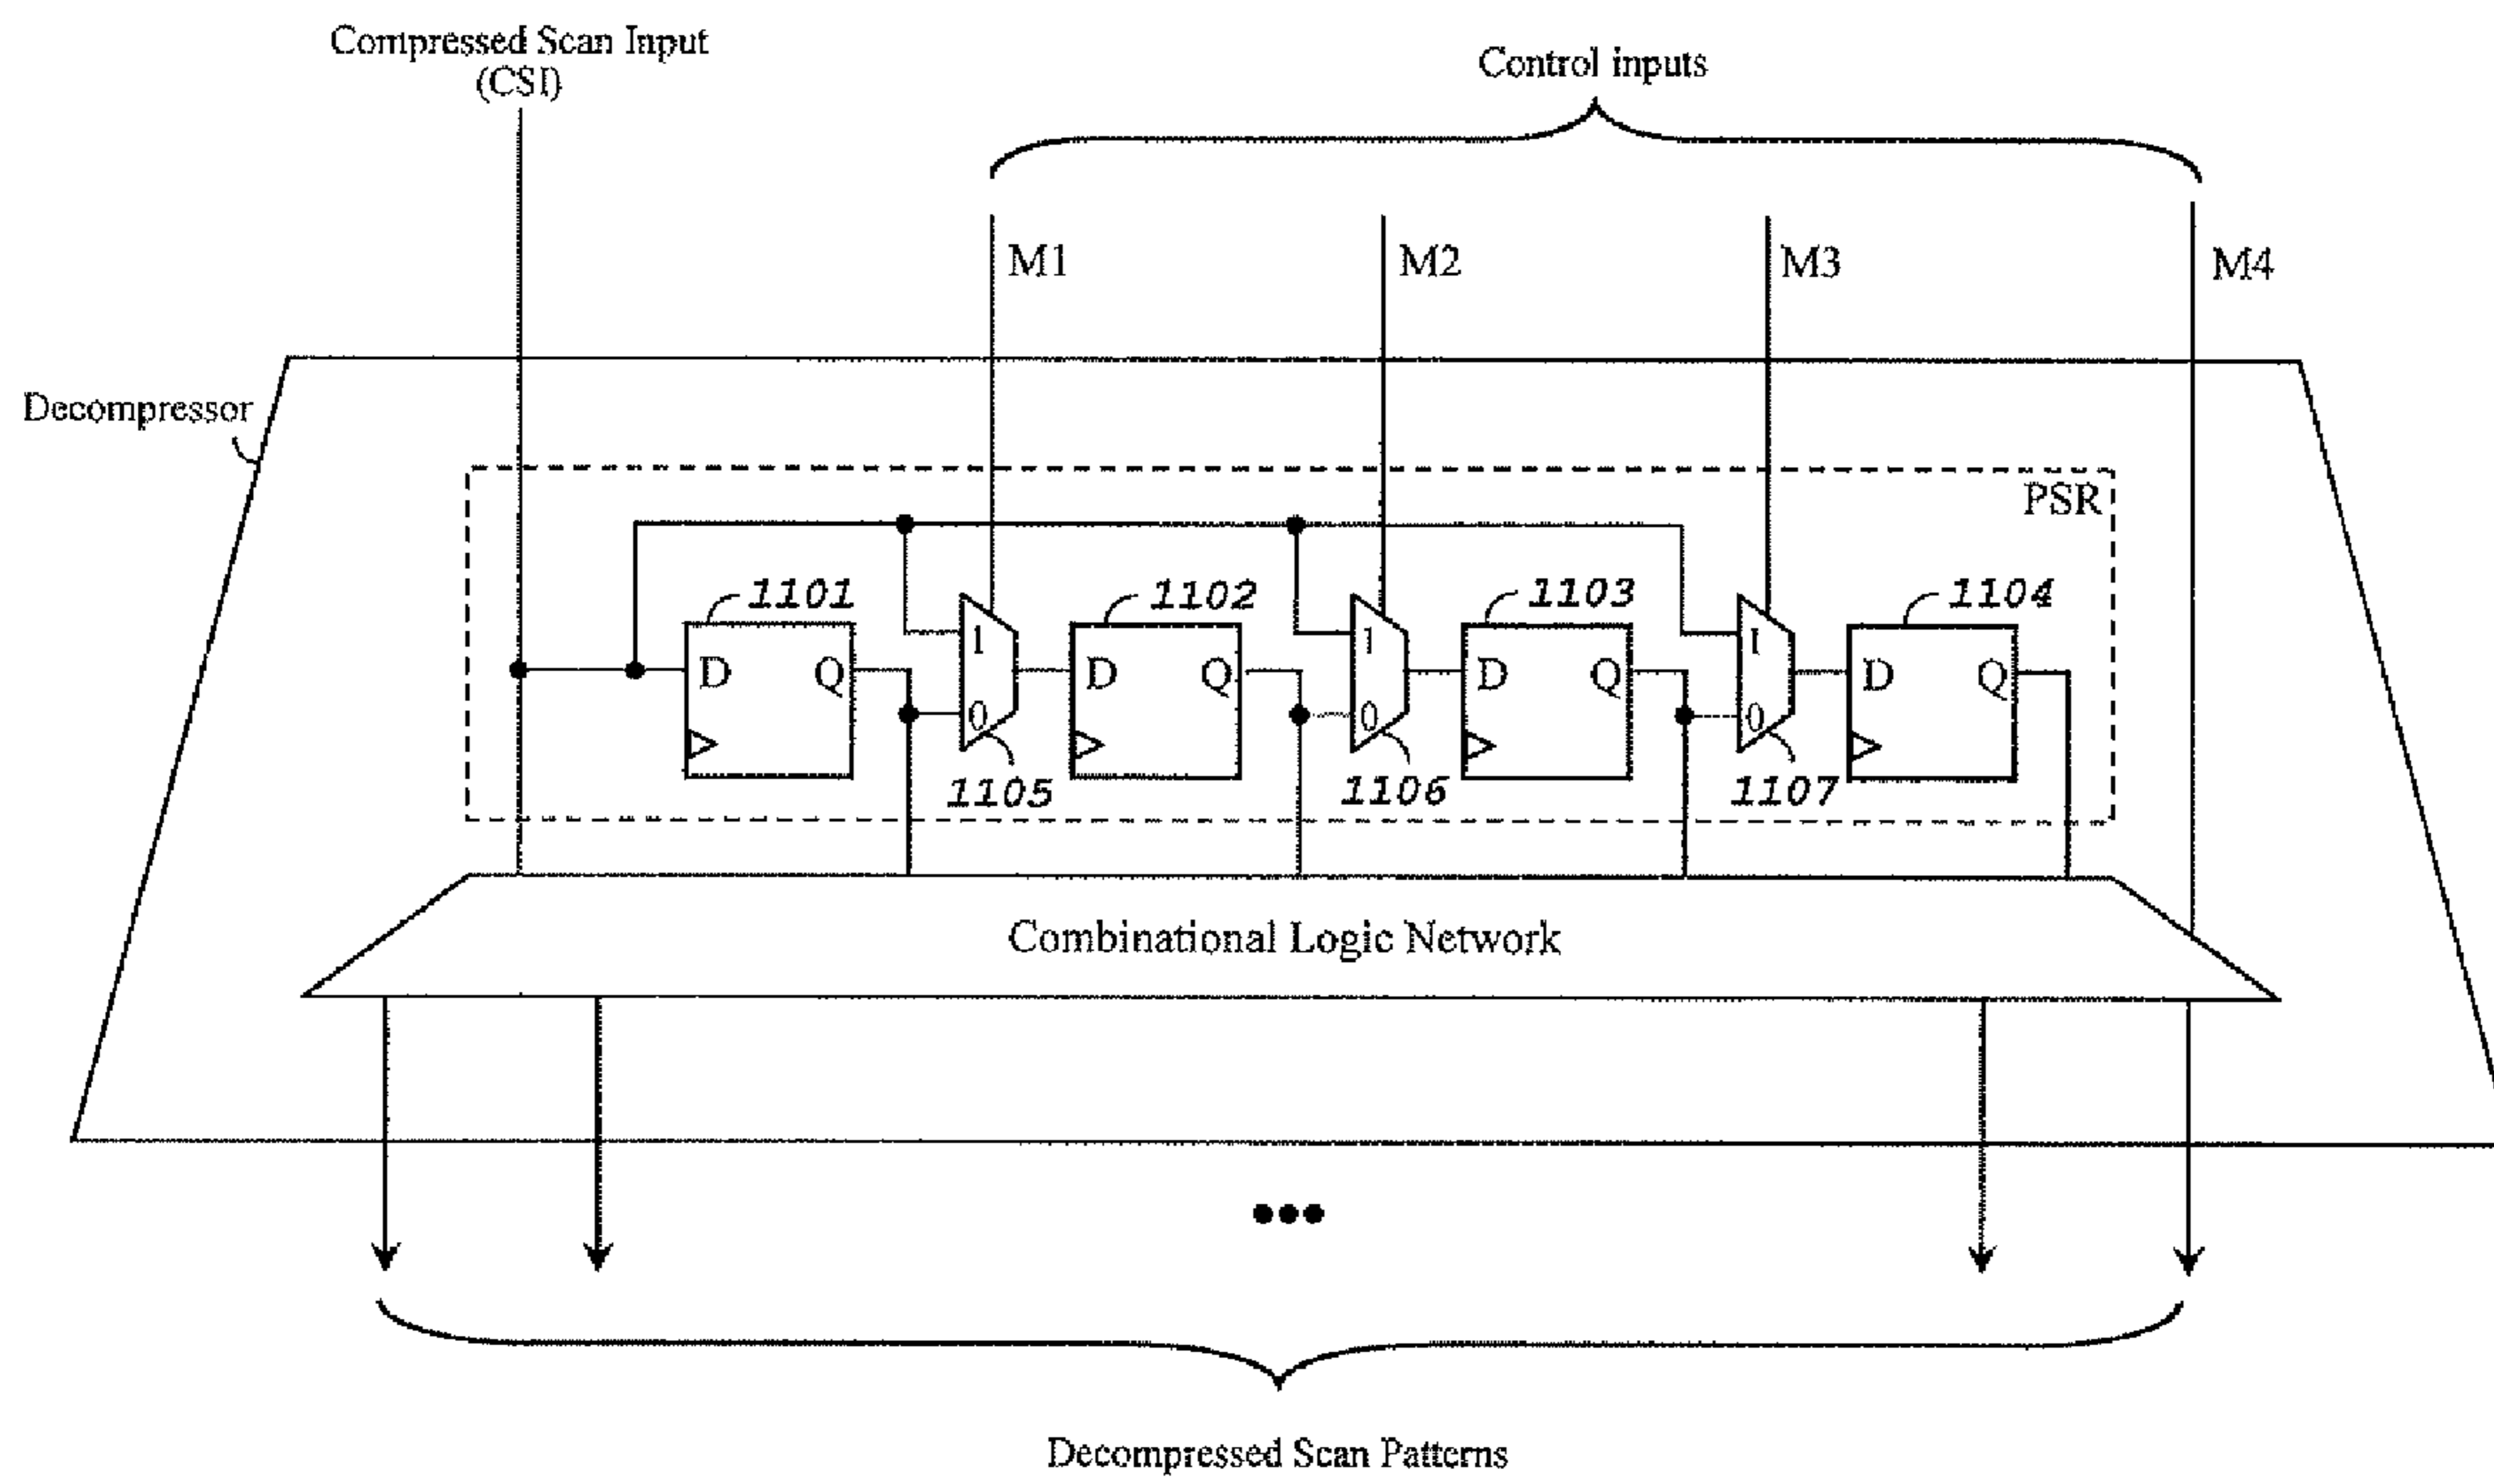 Compressed Scan Input
(CSI)
Control inputs
M1
M2
M3
M4
Decompressor
PSR
1101
1102
1103
1104
1
1
1
D
Q
D
Q
D
Q
D
Q
0
0
0
1105
1106
1107
Combinational Logic Network
Decompressed Scan Patterns